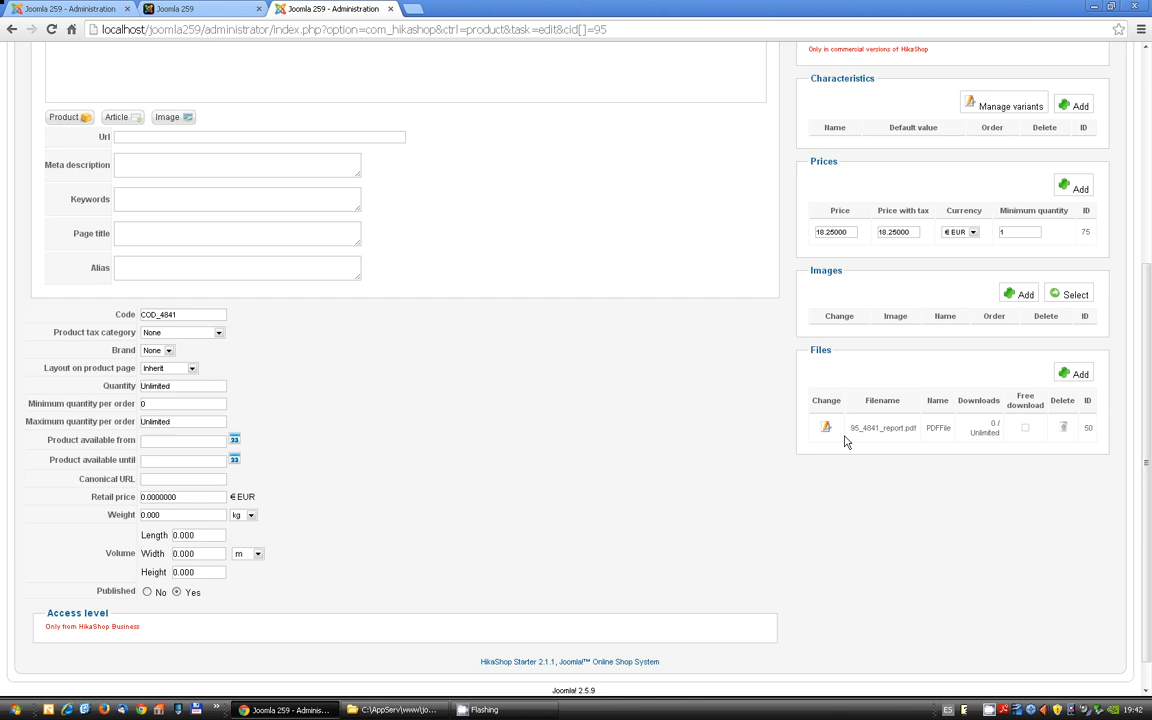 Joomla 259 - Administration
Joomla 259
Joomla 259 - Administration
localhost/joomla259/administrator/index.php?option=com_hikashop&ctrl=product&task=edit&cid[]=95
Only in commercial versions of HikaShop
Characteristics
Manage variants
Add
Name Default value Order Delete ID
Product Article Image
Url
Meta description
Keywords
Page title
Alias
Prices
Add
Price Price with tax Currency Minimum quantity ID
18.25000 18.25000 € EUR 1 75
Images
Add Select
Change Image Name Order Delete ID
Files
Add
Change Filename Name Downloads Free download Delete ID
95_4841_report.pdf PDFFile 0 / Unlimited 50
Code COD_4841
Product tax category None
Brand None
Layout on product page Inherit
Quantity Unlimited
Minimum quantity per order 0
Maximum quantity per order Unlimited
Product available from 23
Product available until 23
Canonical URL
Retail price 0.0000000 € EUR
Weight 0.000 kg
Length 0.000
Volume Width 0.000 m
Height 0.000
Published No Yes
Access level
Only from HikaShop Business
HikaShop Starter 2.1.1, Joomla!™ Online Shop System
Joomla! 2.5.9
Joomla 259 - Adminis...
C:\AppServ\www\jo...
Flashing
ES
19:42